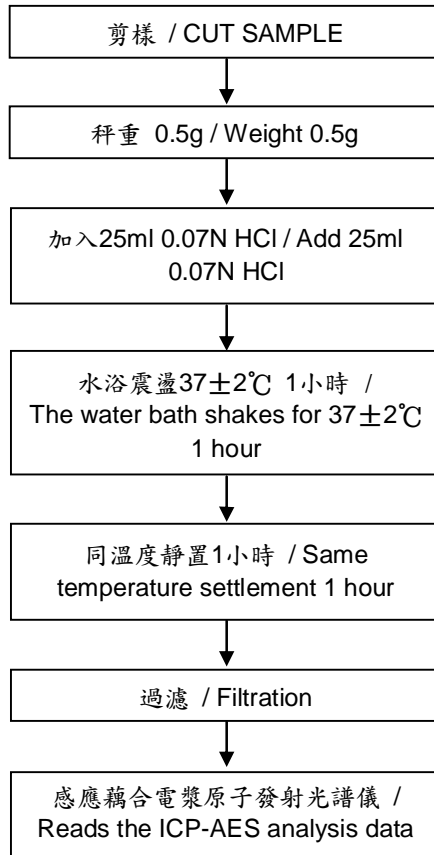 剪樣 / CUT SAMPLE
秤重 0.5g / Weight 0.5g
加入25ml 0.07N HCl / Add 25ml
0.07N HCl
水浴震盪37±2℃ 1小時 /
The water bath shakes for 37±2℃
1 hour
同溫度靜置1小時 / Same
temperature settlement 1 hour
過濾 / Filtration
感應藕合電漿原子發射光譜儀 /
Reads the ICP-AES analysis data